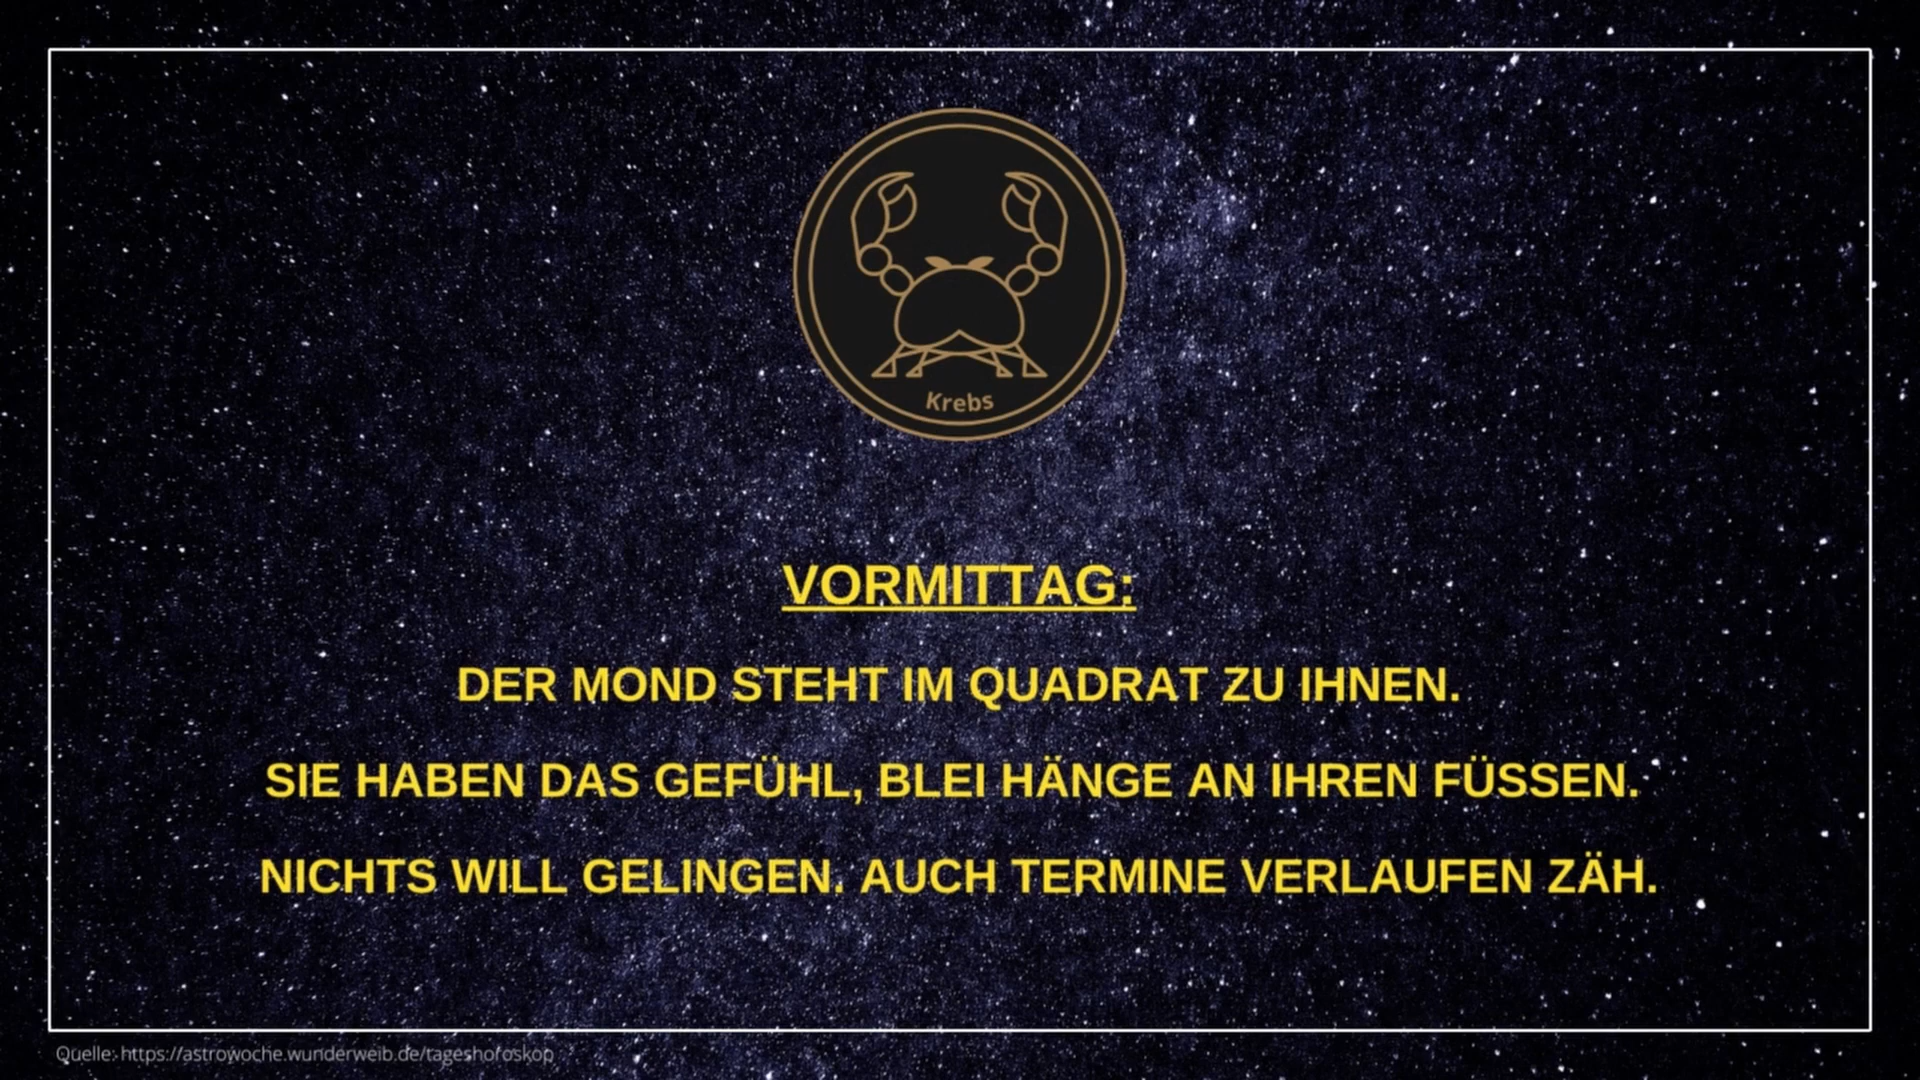 Krebs
VORMITTAG:
DER MOND STEHT IM QUADRAT ZU IHNEN.
SIE HABEN DAS GEFÜHL, BLEI HÄNGE AN IHREN FÜSSEN.
NICHTS WILL GELINGEN. AUCH TERMINE VERLAUFEN ZÄH.
Quelle: https://astrowoche.wunderweib.de/tageshoroskop